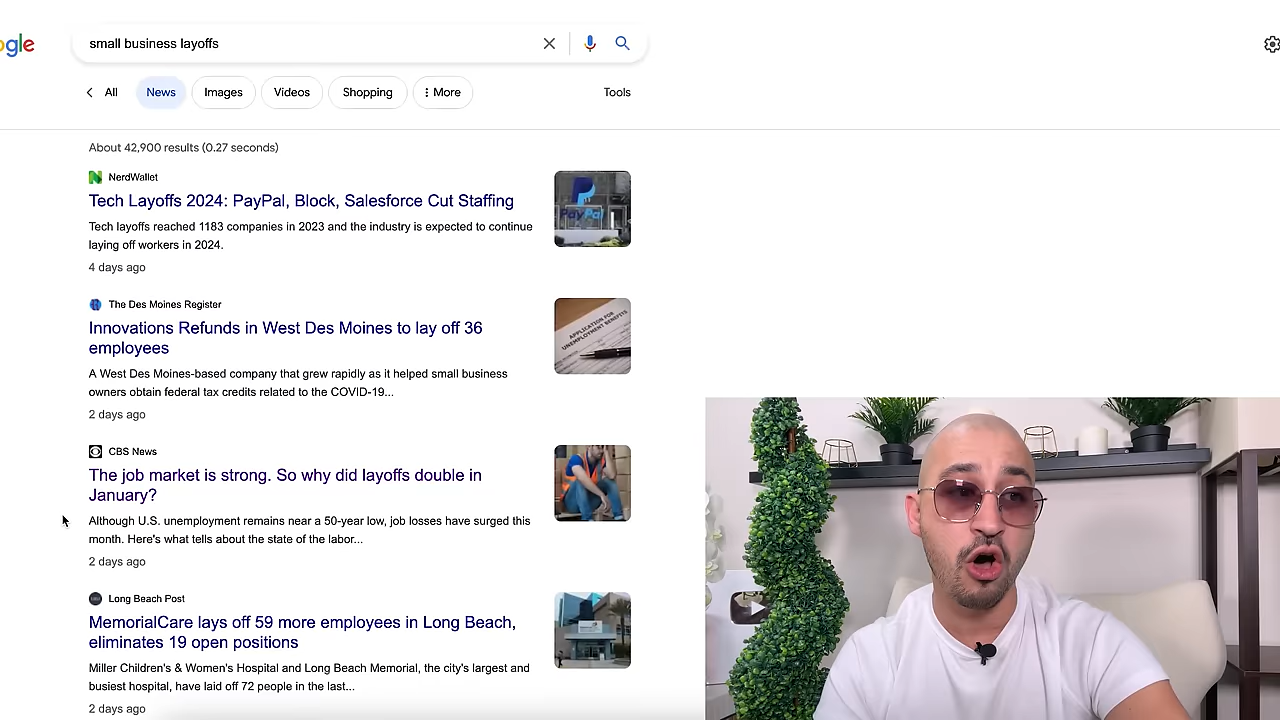 ogle
small business layoffs
All
News
Images
Videos
Shopping
More
Tools
About 42,900 results (0.27 seconds)
NerdWallet
Tech Layoffs 2024: PayPal, Block, Salesforce Cut Staffing
Tech layoffs reached 1183 companies in 2023 and the industry is expected to continue
laying off workers in 2024.
4 days ago
PayPal
The Des Moines Register
Innovations Refunds in West Des Moines to lay off 36
employees
A West Des Moines-based company that grew rapidly as it helped small business
owners obtain federal tax credits related to the COVID-19...
2 days ago
APPLICATION FOR
UNEMPLOYMENT BENEFITS
CBS News
The job market is strong. So why did layoffs double in
January?
Although U.S. unemployment remains near a 50-year low, job losses have surged this
month. Here's what tells about the state of the labor...
2 days ago
Long Beach Post
MemorialCare lays off 59 more employees in Long Beach,
eliminates 19 open positions
Miller Children's & Women's Hospital and Long Beach Memorial, the city's largest and
busiest hospital, have laid off 72 people in the last...
2 days ago